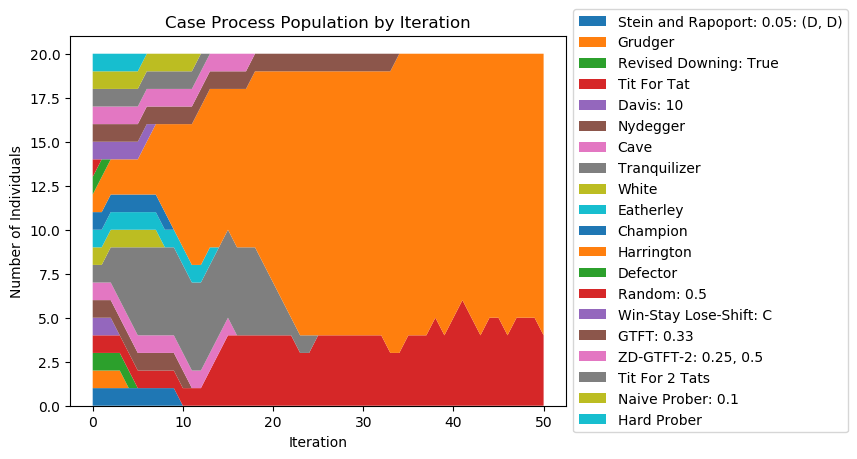 Case Process Population by Iteration
Number of Individuals
20.0
17.5
15.0
12.5
10.0
7.5
5.0
2.5
0.0
0 10 20 30 40 50
Iteration
Stein and Rapoport: 0.05: (D, D)
Grudger
Revised Downing: True
Tit For Tat
Davis: 10
Nydegger
Cave
Tranquilizer
White
Eatherley
Champion
Harrington
Defector
Random: 0.5
Win-Stay Lose-Shift: C
GTFT: 0.33
ZD-GTFT-2: 0.25, 0.5
Tit For 2 Tats
Naive Prober: 0.1
Hard Prober